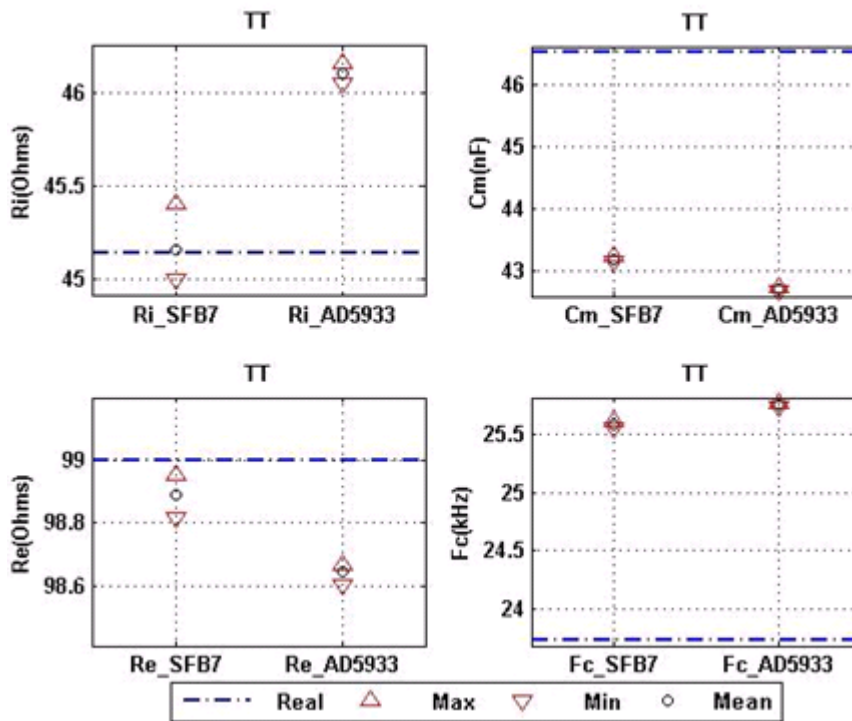 TT
Ri(Ohms)
46
45.5
45
Ri_SFB7 Ri_AD5933
TT
Cm(nF)
46
45
44
43
Cm_SFB7 Cm_AD5933
TT
Re(Ohms)
99
98.8
98.6
Re_SFB7 Re_AD5933
TT
Fc(kHz)
25.5
25
24.5
24
Fc_SFB7 Fc_AD5933
Real Max Min Mean